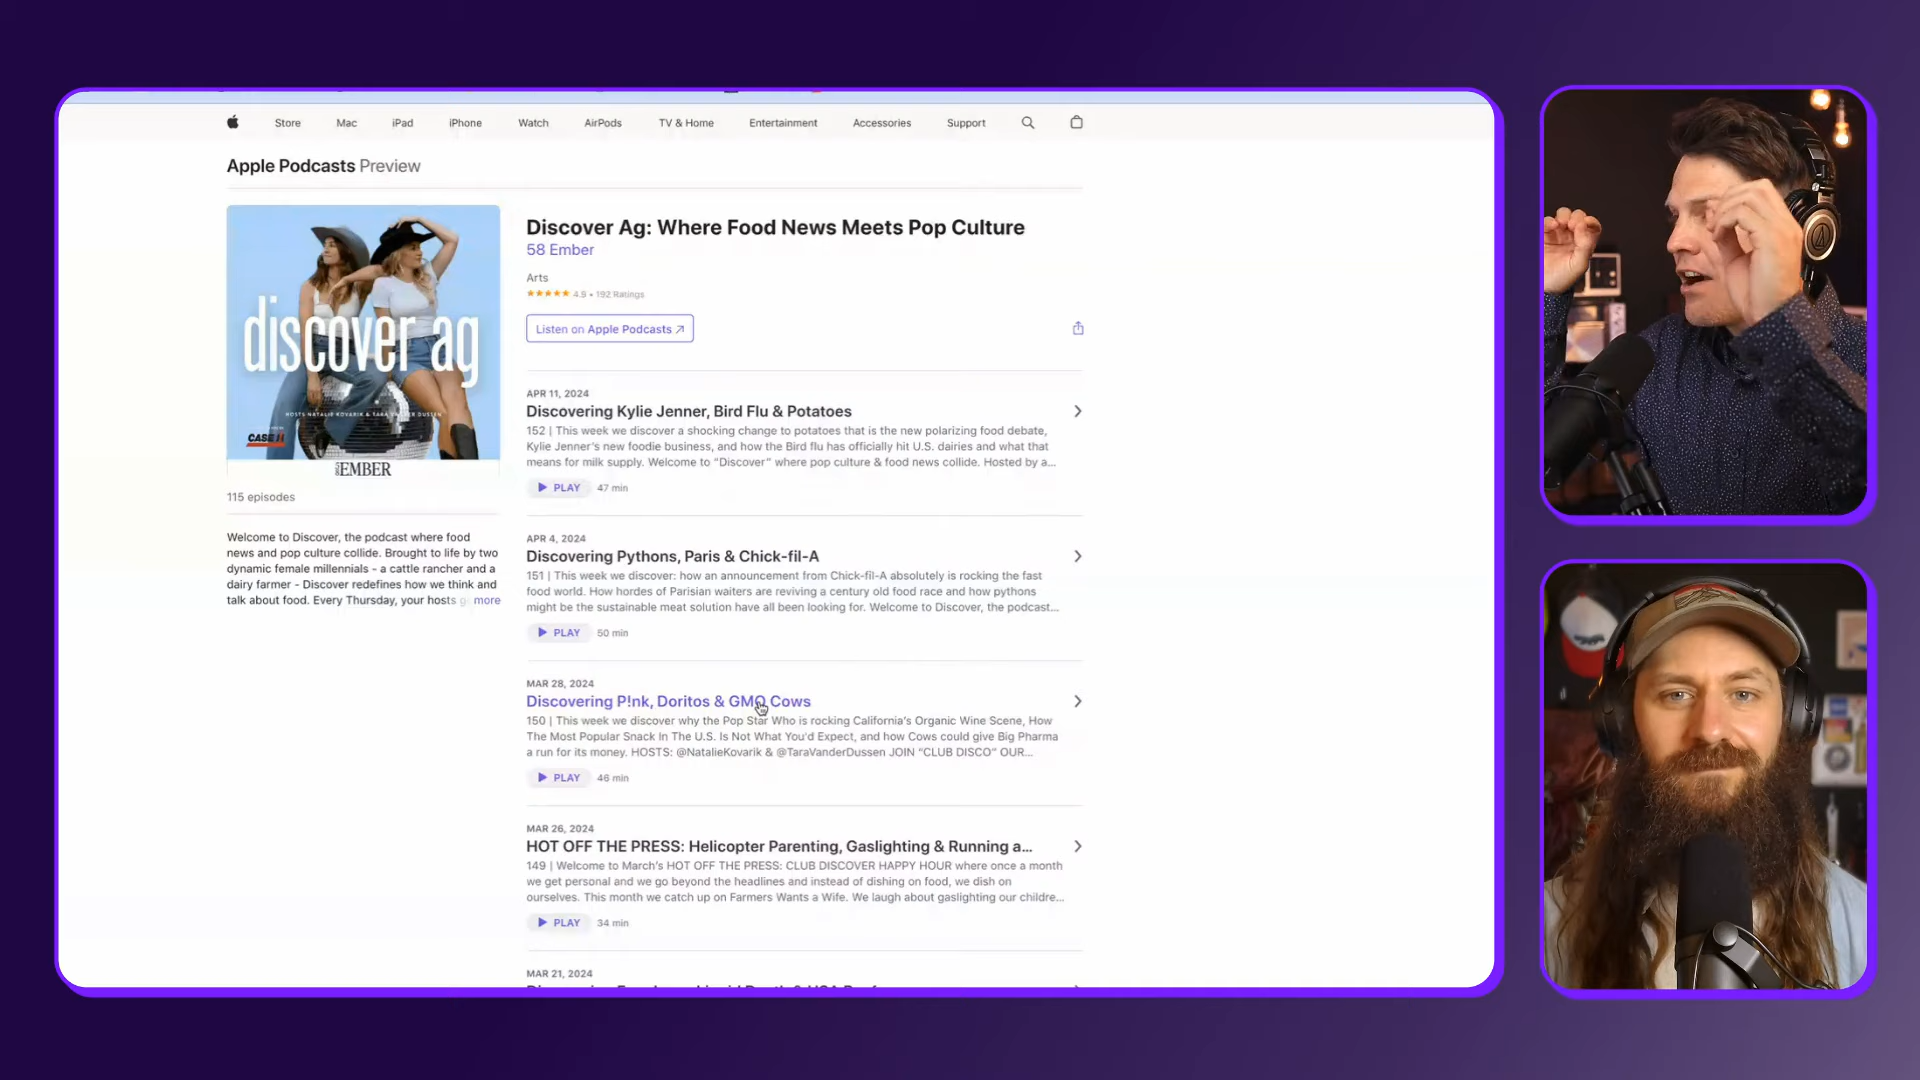 Store Mac iPad iPhone Watch AirPods TV & Home Entertainment Accessories Support
Apple Podcasts Preview
discover ag
HOSTS NATALIE KOVARIK & TARA VANDER DUSSEN
CASE IH
EMBER
115 episodes
Welcome to Discover, the podcast where food
news and pop culture collide. Brought to life by two
dynamic female millennials - a cattle rancher and a
dairy farmer - Discover redefines how we think and
talk about food. Every Thursday, your hosts more
Discover Ag: Where Food News Meets Pop Culture
58 Ember
Arts
★★★★★ 4.9 • 192 Ratings
Listen on Apple Podcasts ↗
APR 11, 2024
Discovering Kylie Jenner, Bird Flu & Potatoes
152 | This week we discover a shocking change to potatoes that is the new polarizing food debate,
Kylie Jenner's new foodie business, and how the Bird flu has officially hit U.S. dairies and what that
means for milk supply. Welcome to "Discover" where pop culture & food news collide. Hosted by a...
PLAY 47 min
APR 4, 2024
Discovering Pythons, Paris & Chick-fil-A
151 | This week we discover: how an announcement from Chick-fil-A absolutely is rocking the fast
food world. How hordes of Parisian waiters are reviving a century old food race and how pythons
might be the sustainable meat solution have all been looking for. Welcome to Discover, the podcast...
PLAY 50 min
MAR 28, 2024
Discovering P!nk, Doritos & GMO Cows
150 | This week we discover why the Pop Star Who is rocking California's Organic Wine Scene, How
The Most Popular Snack In The U.S. Is Not What You'd Expect, and how Cows could give Big Pharma
a run for its money. HOSTS: @NatalieKovarik & @TaraVanderDussen JOIN "CLUB DISCO" OUR...
PLAY 46 min
MAR 26, 2024
HOT OFF THE PRESS: Helicopter Parenting, Gaslighting & Running a...
149 | Welcome to March's HOT OFF THE PRESS: CLUB DISCOVER HAPPY HOUR where once a month
we get personal and we go beyond the headlines and instead of dishing on food, we dish on
ourselves. This month we catch up on Farmers Wants a Wife. We laugh about gaslighting our childre...
PLAY 34 min
MAR 21, 2024